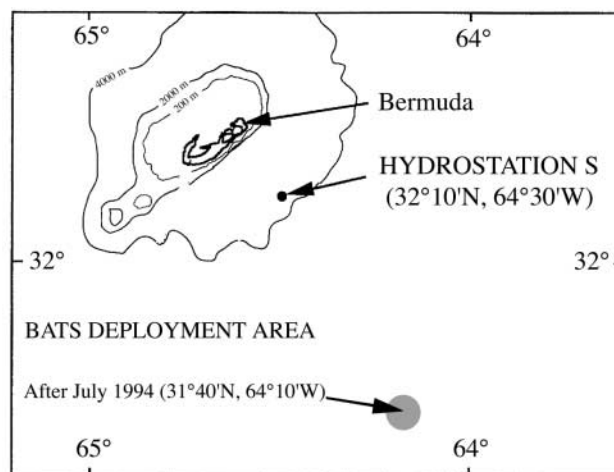 65°
64°
4000 m
2000 m
200 m
Bermuda
HYDROSTATION S
(32°10'N, 64°30'W)
32°
32°
BATS DEPLOYMENT AREA
After July 1994 (31°40'N, 64°10'W)
65°
64°